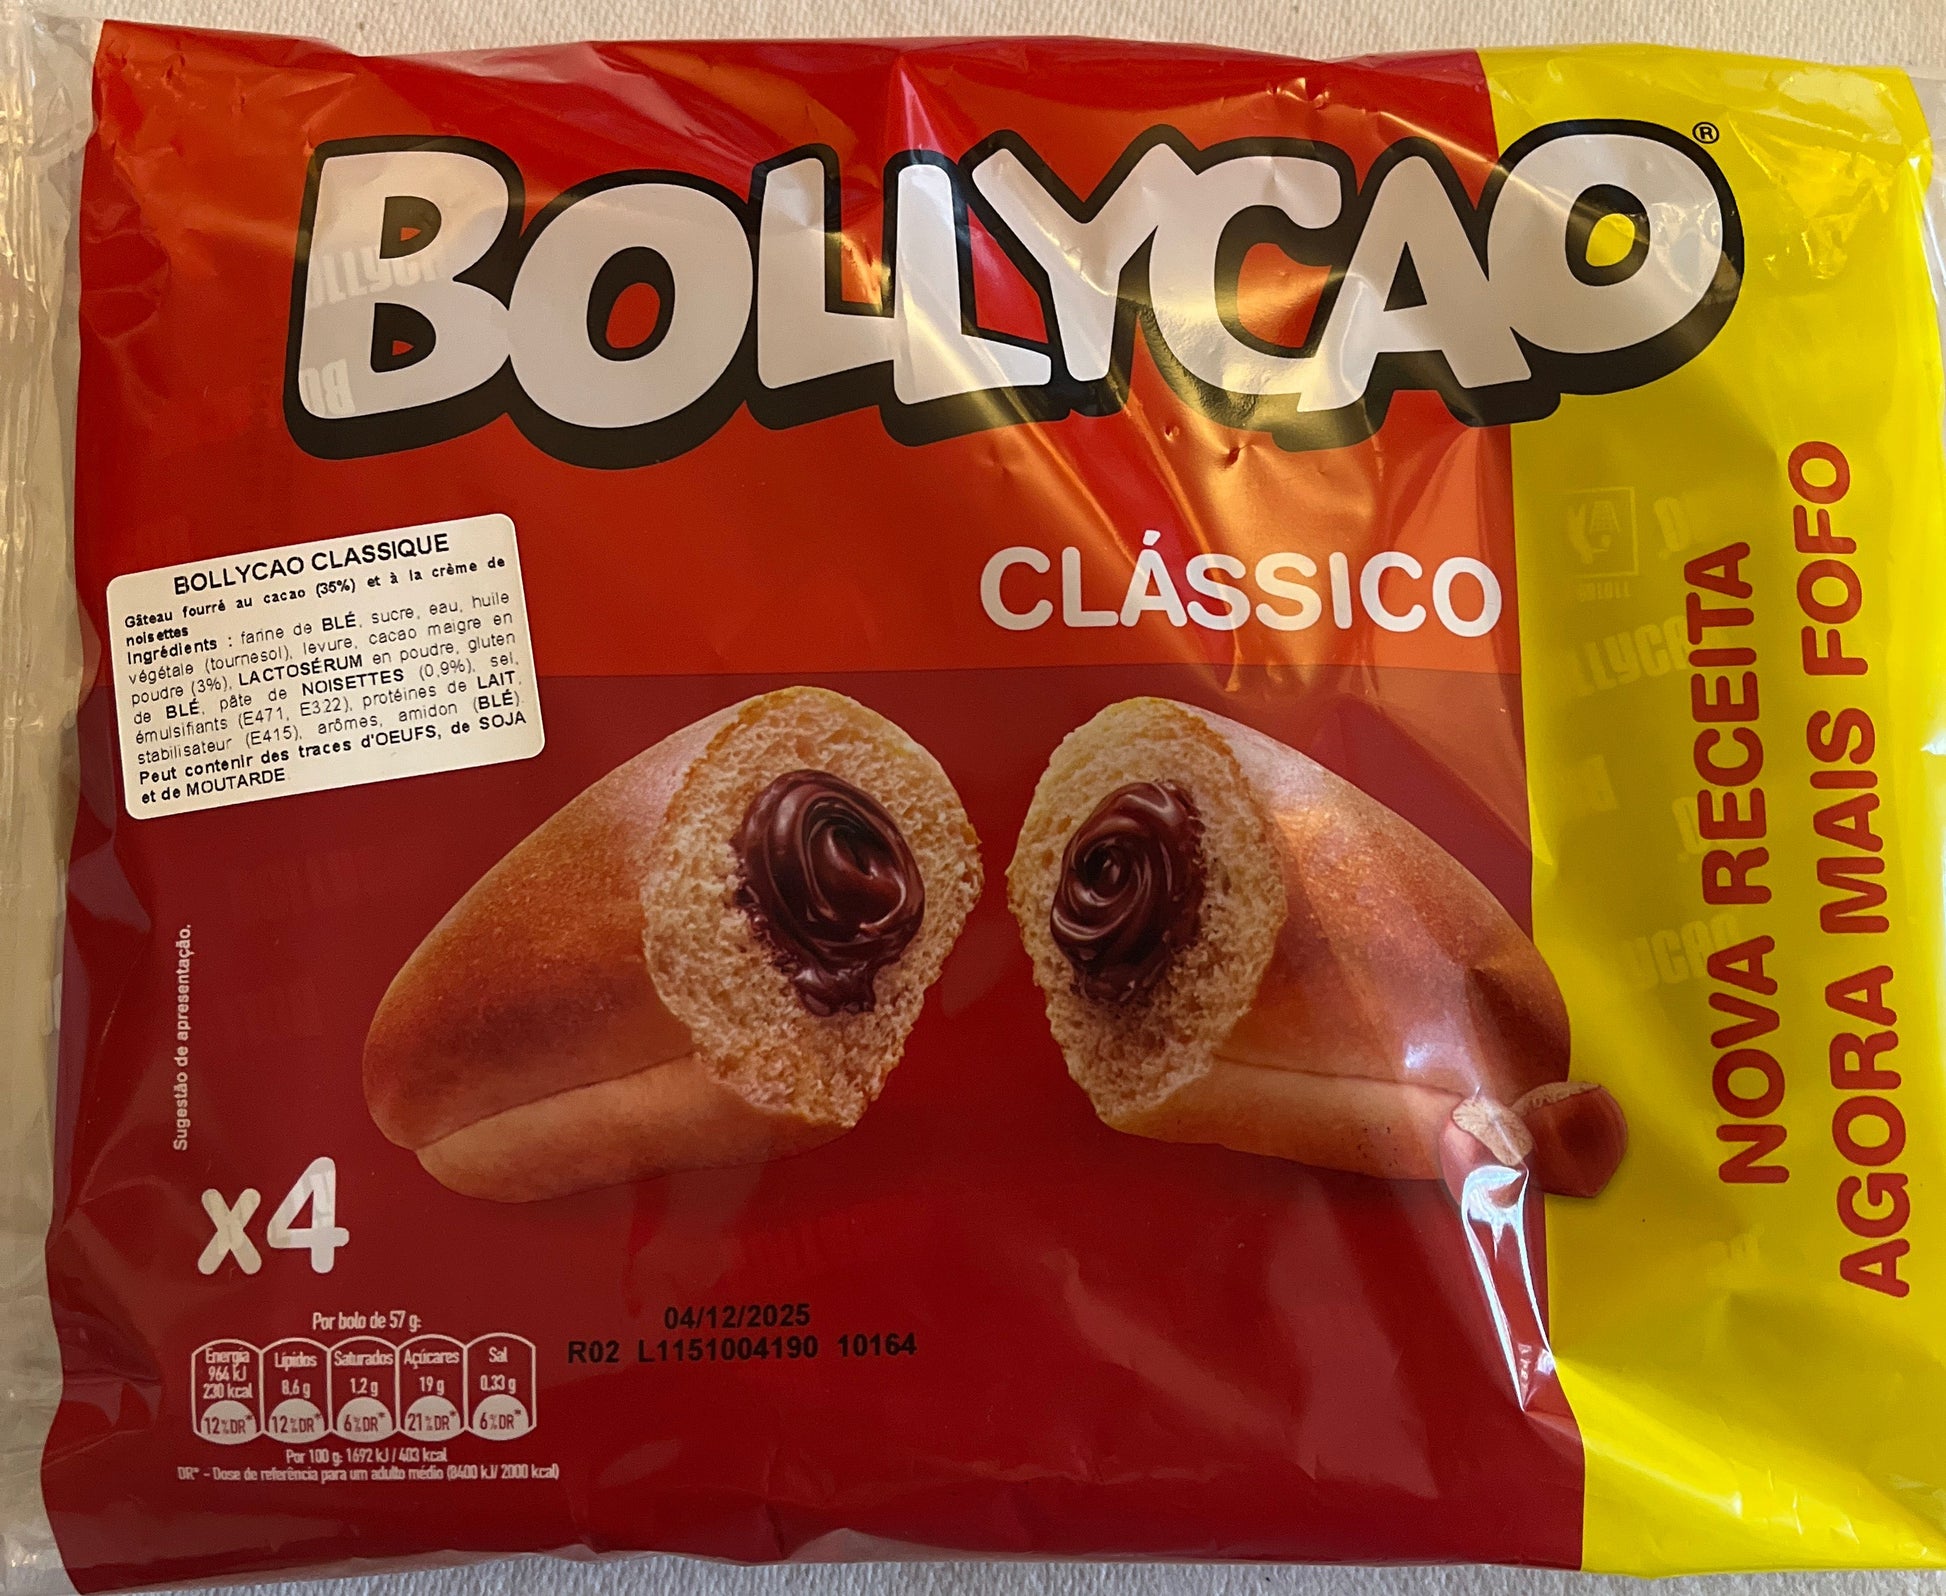 BOLLYCAO®
CLÁSSICO
BOLLYCAO CLASSIQUE
Gâteau fourré au cacao (35%) et à la crème de
noisettes
Ingrédients : farine de BLÉ, sucre, eau, huile
végétale (tournesol), levure, cacao maigre en
poudre (3%), LACTOSÉRUM en poudre, gluten
de BLÉ, pâte de NOISETTES (0,9%), sel,
émulsifiants (E471, E322), protéines de LAIT,
stabilisateur (E415), arômes, amidon (BLÉ).
Peut contenir des traces d'OEUFS, de SOJA
et de MOUTARDE
NOVA RECEITA
AGORA MAIS FOFO
Sugestão de apresentação.
x4
Por bolo de 57 g:
Energia Lípidos Saturados Açúcares Sal
964 kJ
230 kcal 8,6 g 1,2 g 19 g 0,33 g
12%DR* 12%DR* 6%DR* 21%DR* 6%DR*
Por 100 g: 1692 kJ / 403 kcal
DR* - Dose de referência para um adulto médio (8400 kJ/ 2000 kcal)
04/12/2025
R02 L1151004190 10164